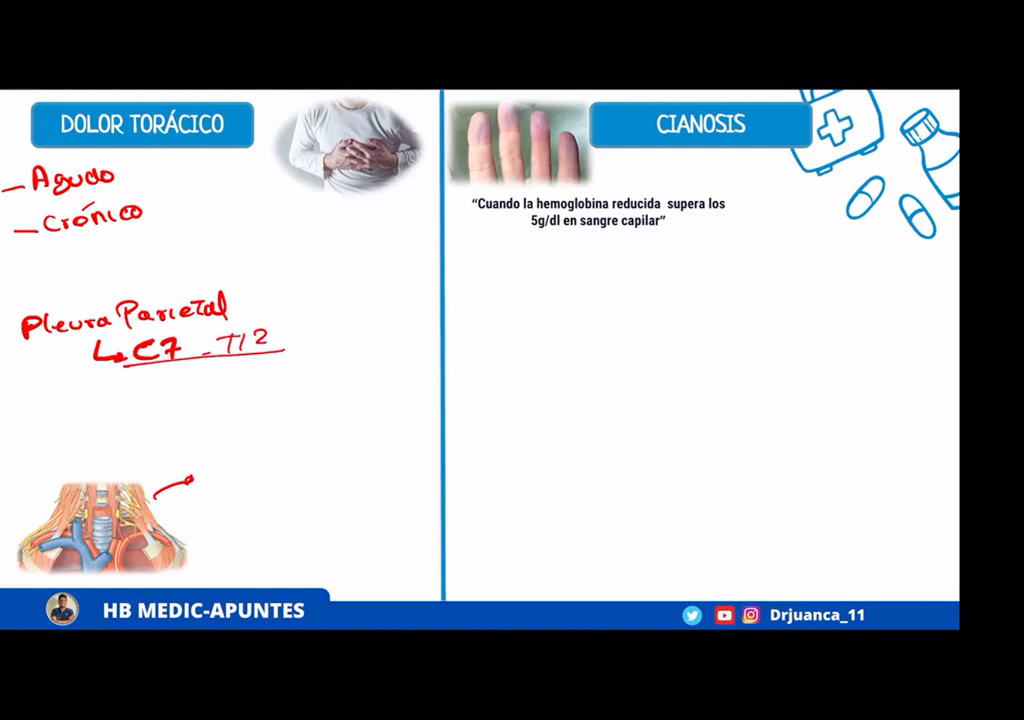 DOLOR TORÁCICO
- Agudo
- Crónico
Pleura Parietal
↳ C7 - T12
CIANOSIS
“Cuando la hemoglobina reducida supera los
5g/dl en sangre capilar”
HB MEDIC-APUNTES
Drjuanca_11